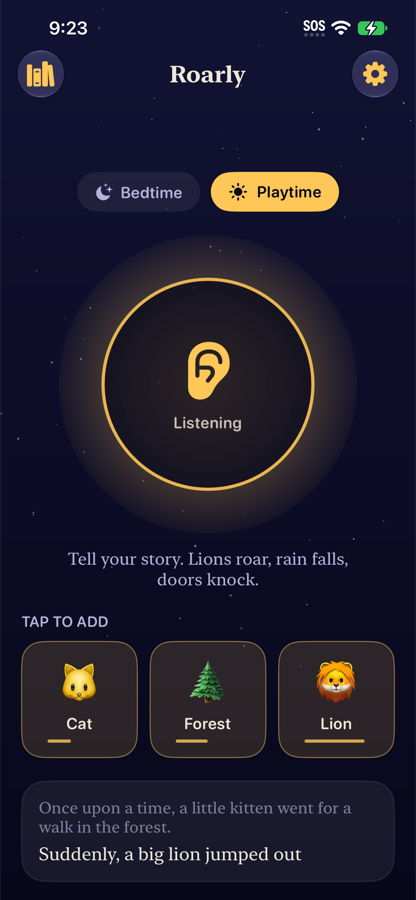 9:23
SOS
Roarly
Bedtime
Playtime
Listening
Tell your story. Lions roar, rain falls,
doors knock.
TAP TO ADD
Cat
Forest
Lion
Once upon a time, a little kitten went for a
walk in the forest.
Suddenly, a big lion jumped out